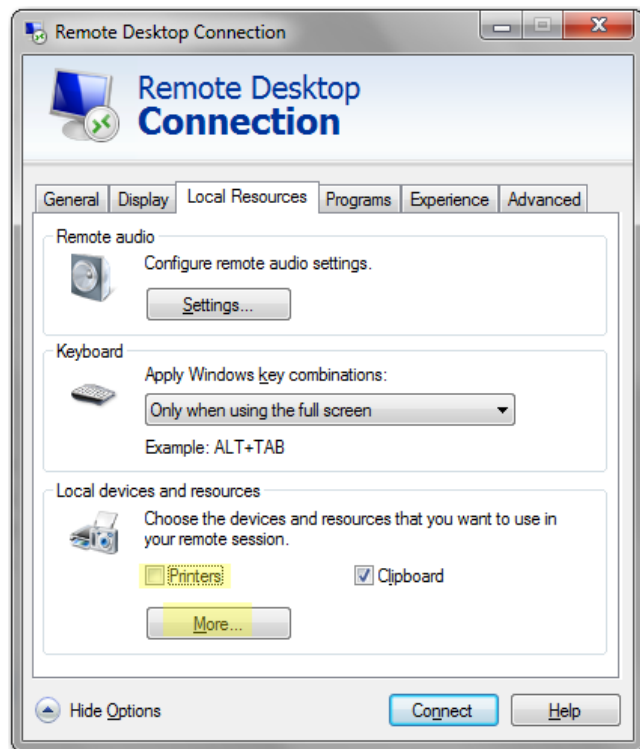 Remote Desktop Connection
Remote Desktop
Connection
General Display Local Resources Programs Experience Advanced
Remote audio
Configure remote audio settings.
Settings...
Keyboard
Apply Windows key combinations:
Only when using the full screen
Example: ALT+TAB
Local devices and resources
Choose the devices and resources that you want to use in
your remote session.
Printers Clipboard
More...
Hide Options Connect Help